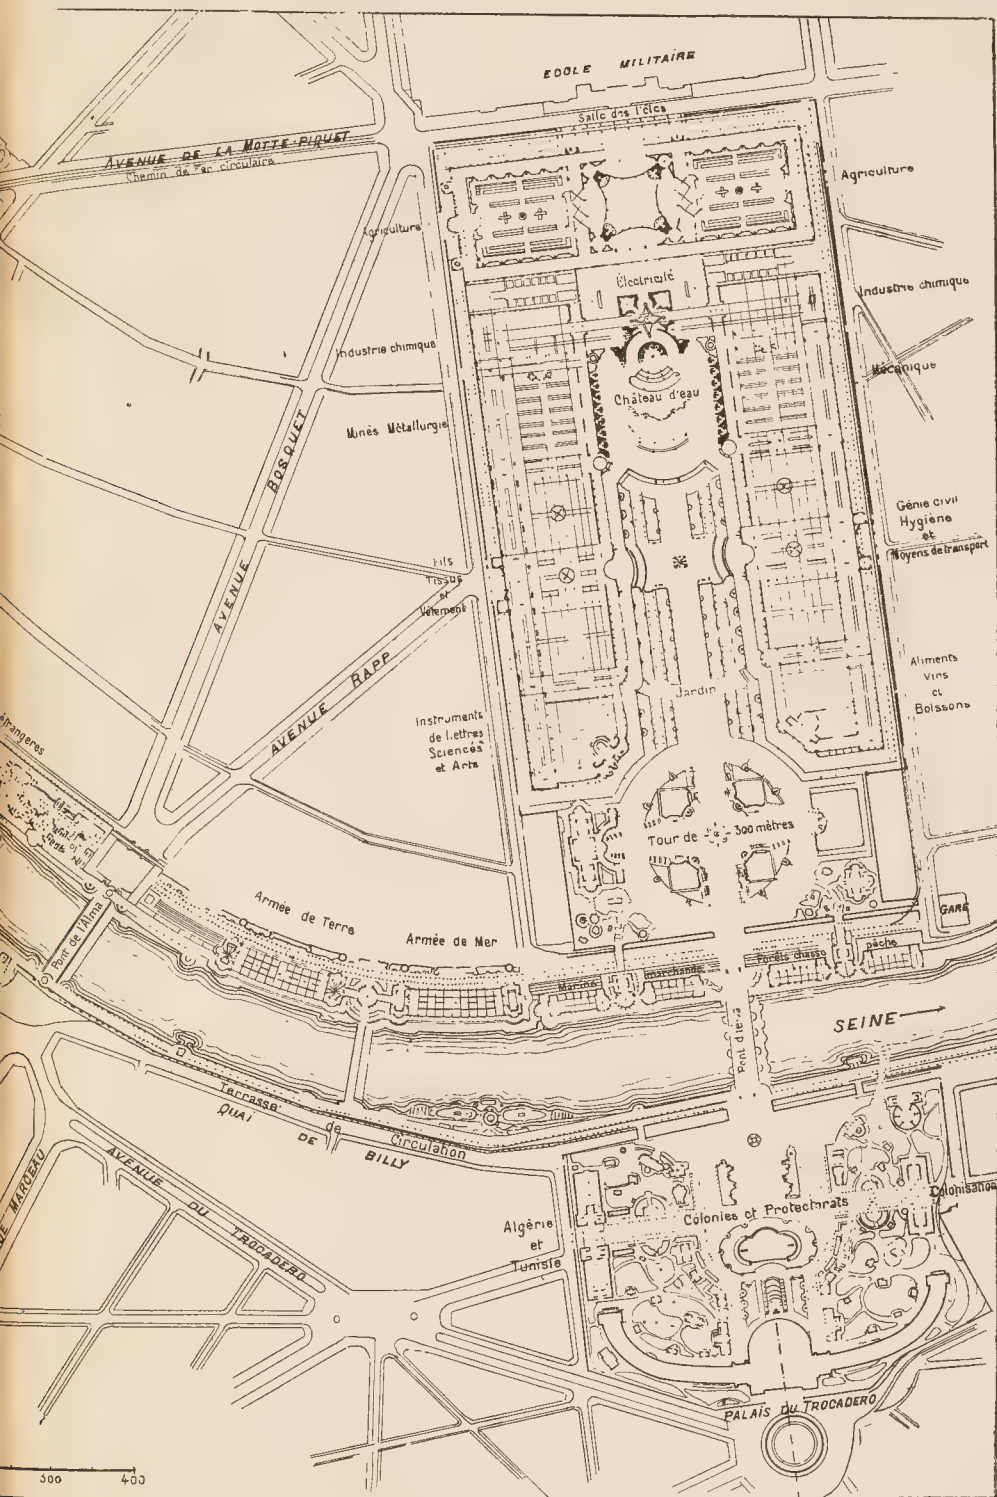 ECOLE MILITAIRE
Salle des Fêtes
AVENUE DE LA MOTTE-PIQUET
Chemin de Fer circulaire
Agriculture
Agriculture
Électricité
Industrie chimique
Industrie chimique
Mécanique
Château d'eau
Minés Métallurgie
AVENUE BOSQUET
Génie civil
Hygiène
et
Moyens de transport
Fils
Tissus
et
Vêtement
AVENUE RAPP
Aliments
Vins
et
Boissons
Jardin
Instruments
de Lettres
Sciences
et Arts
étrangères
Tour de 300 mètres
Armée de Terre
Armée de Mer
GARE
Pont de l'Alma
Marine
marchande
Forêts chasse
pêche
SEINE
Pont d'Iéna
Terrasse de Circulation
QUAI DE BILLY
AVENUE DU TROCADERO
MARCEAU
Colonies et Protectorats
Colonisation
Algérie
et
Tunisie
PALAIS DU TROCADERO
300 400